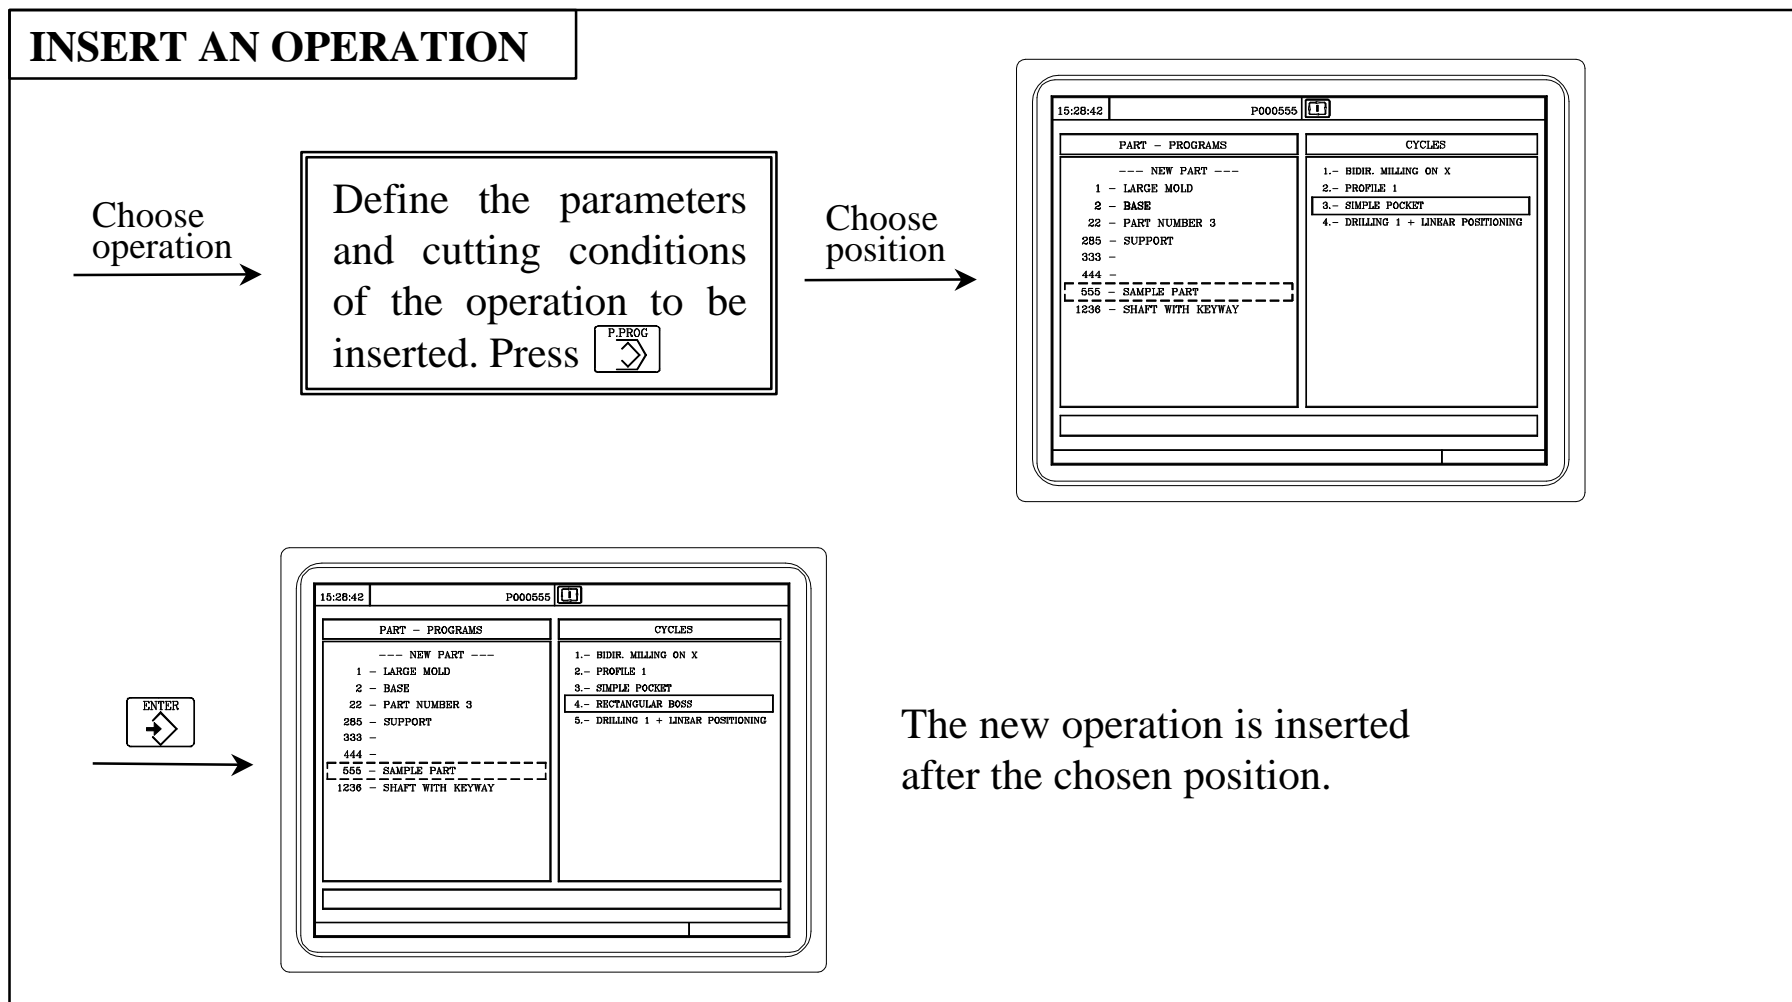 INSERT AN OPERATION
Choose
operation
Define the parameters
and cutting conditions
of the operation to be
inserted. Press P.PROG
Choose
position
15:28:42 P000555
PART - PROGRAMS
--- NEW PART ---
1 - LARGE MOLD
2 - BASE
22 - PART NUMBER 3
285 - SUPPORT
333 -
444 -
555 - SAMPLE PART
1236 - SHAFT WITH KEYWAY
CYCLES
1.- BIDIR. MILLING ON X
2.- PROFILE 1
3.- SIMPLE POCKET
4.- DRILLING 1 + LINEAR POSITIONING
ENTER
15:28:42 P000555
PART - PROGRAMS
--- NEW PART ---
1 - LARGE MOLD
2 - BASE
22 - PART NUMBER 3
285 - SUPPORT
333 -
444 -
555 - SAMPLE PART
1236 - SHAFT WITH KEYWAY
CYCLES
1.- BIDIR. MILLING ON X
2.- PROFILE 1
3.- SIMPLE POCKET
4.- RECTANGULAR BOSS
5.- DRILLING 1 + LINEAR POSITIONING
The new operation is inserted
after the chosen position.